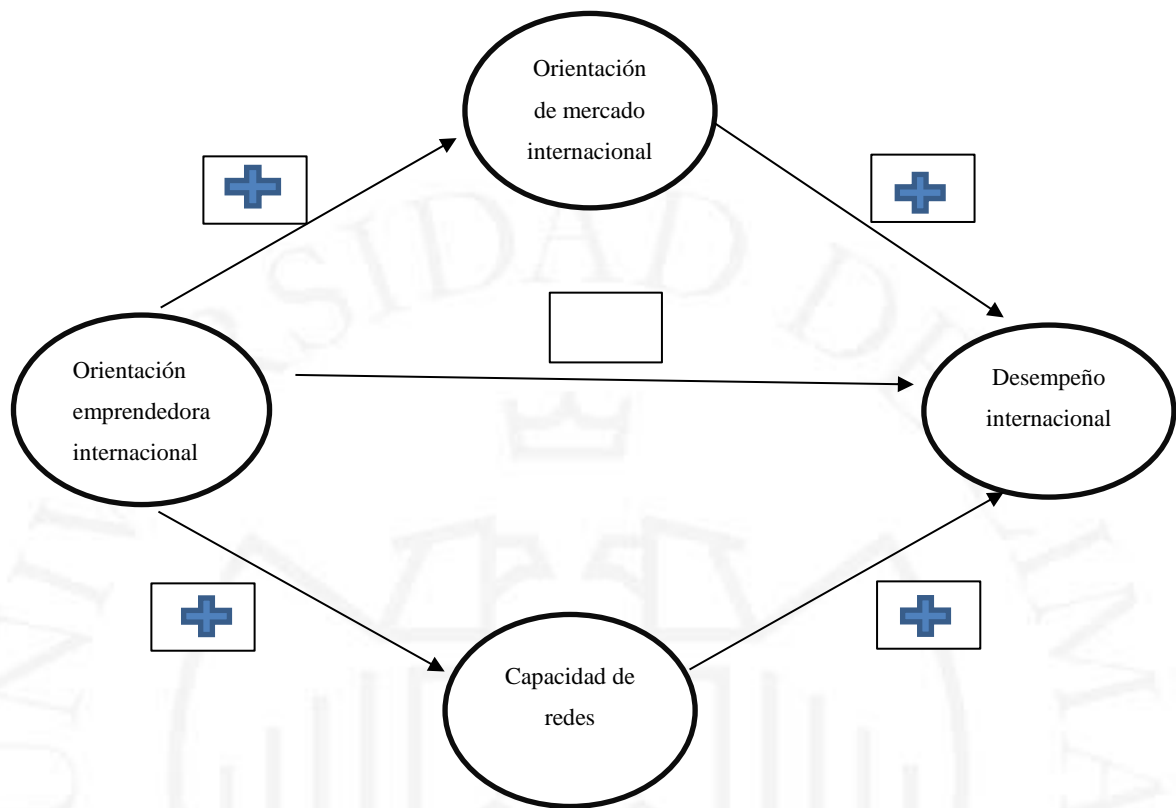 Orientación
de mercado
internacional
Orientación
emprendedora
internacional
Desempeño
internacional
Capacidad de
redes